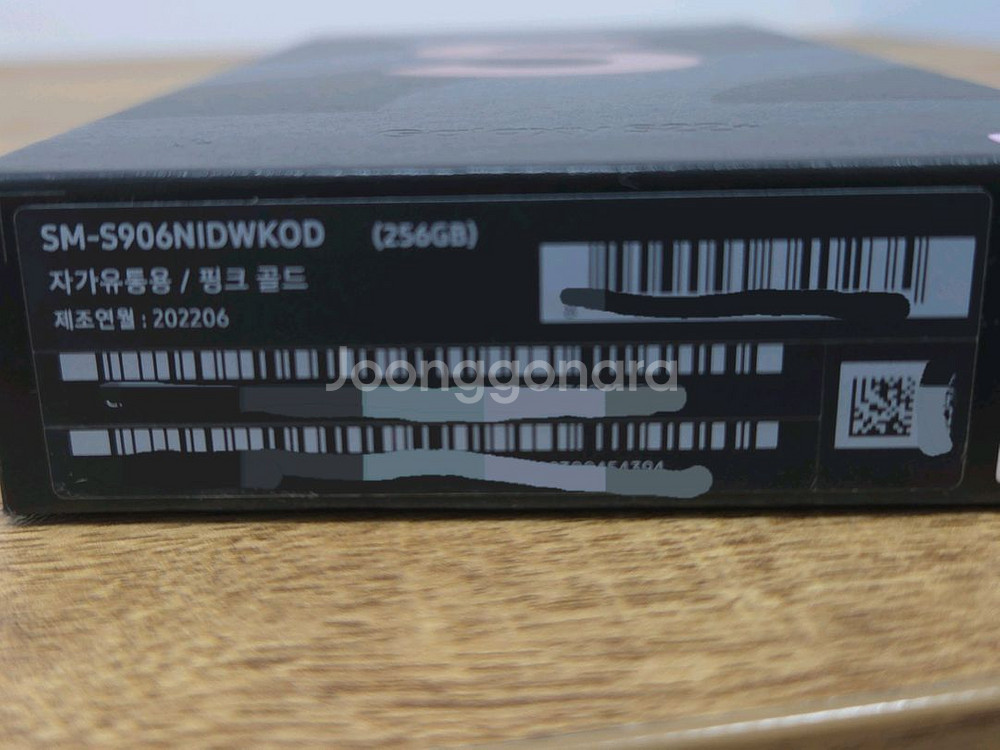 SM-S906NIDWKOD (256GB)
자가유통용 / 핑크 골드
제조연월 : 202206
Joonggonara